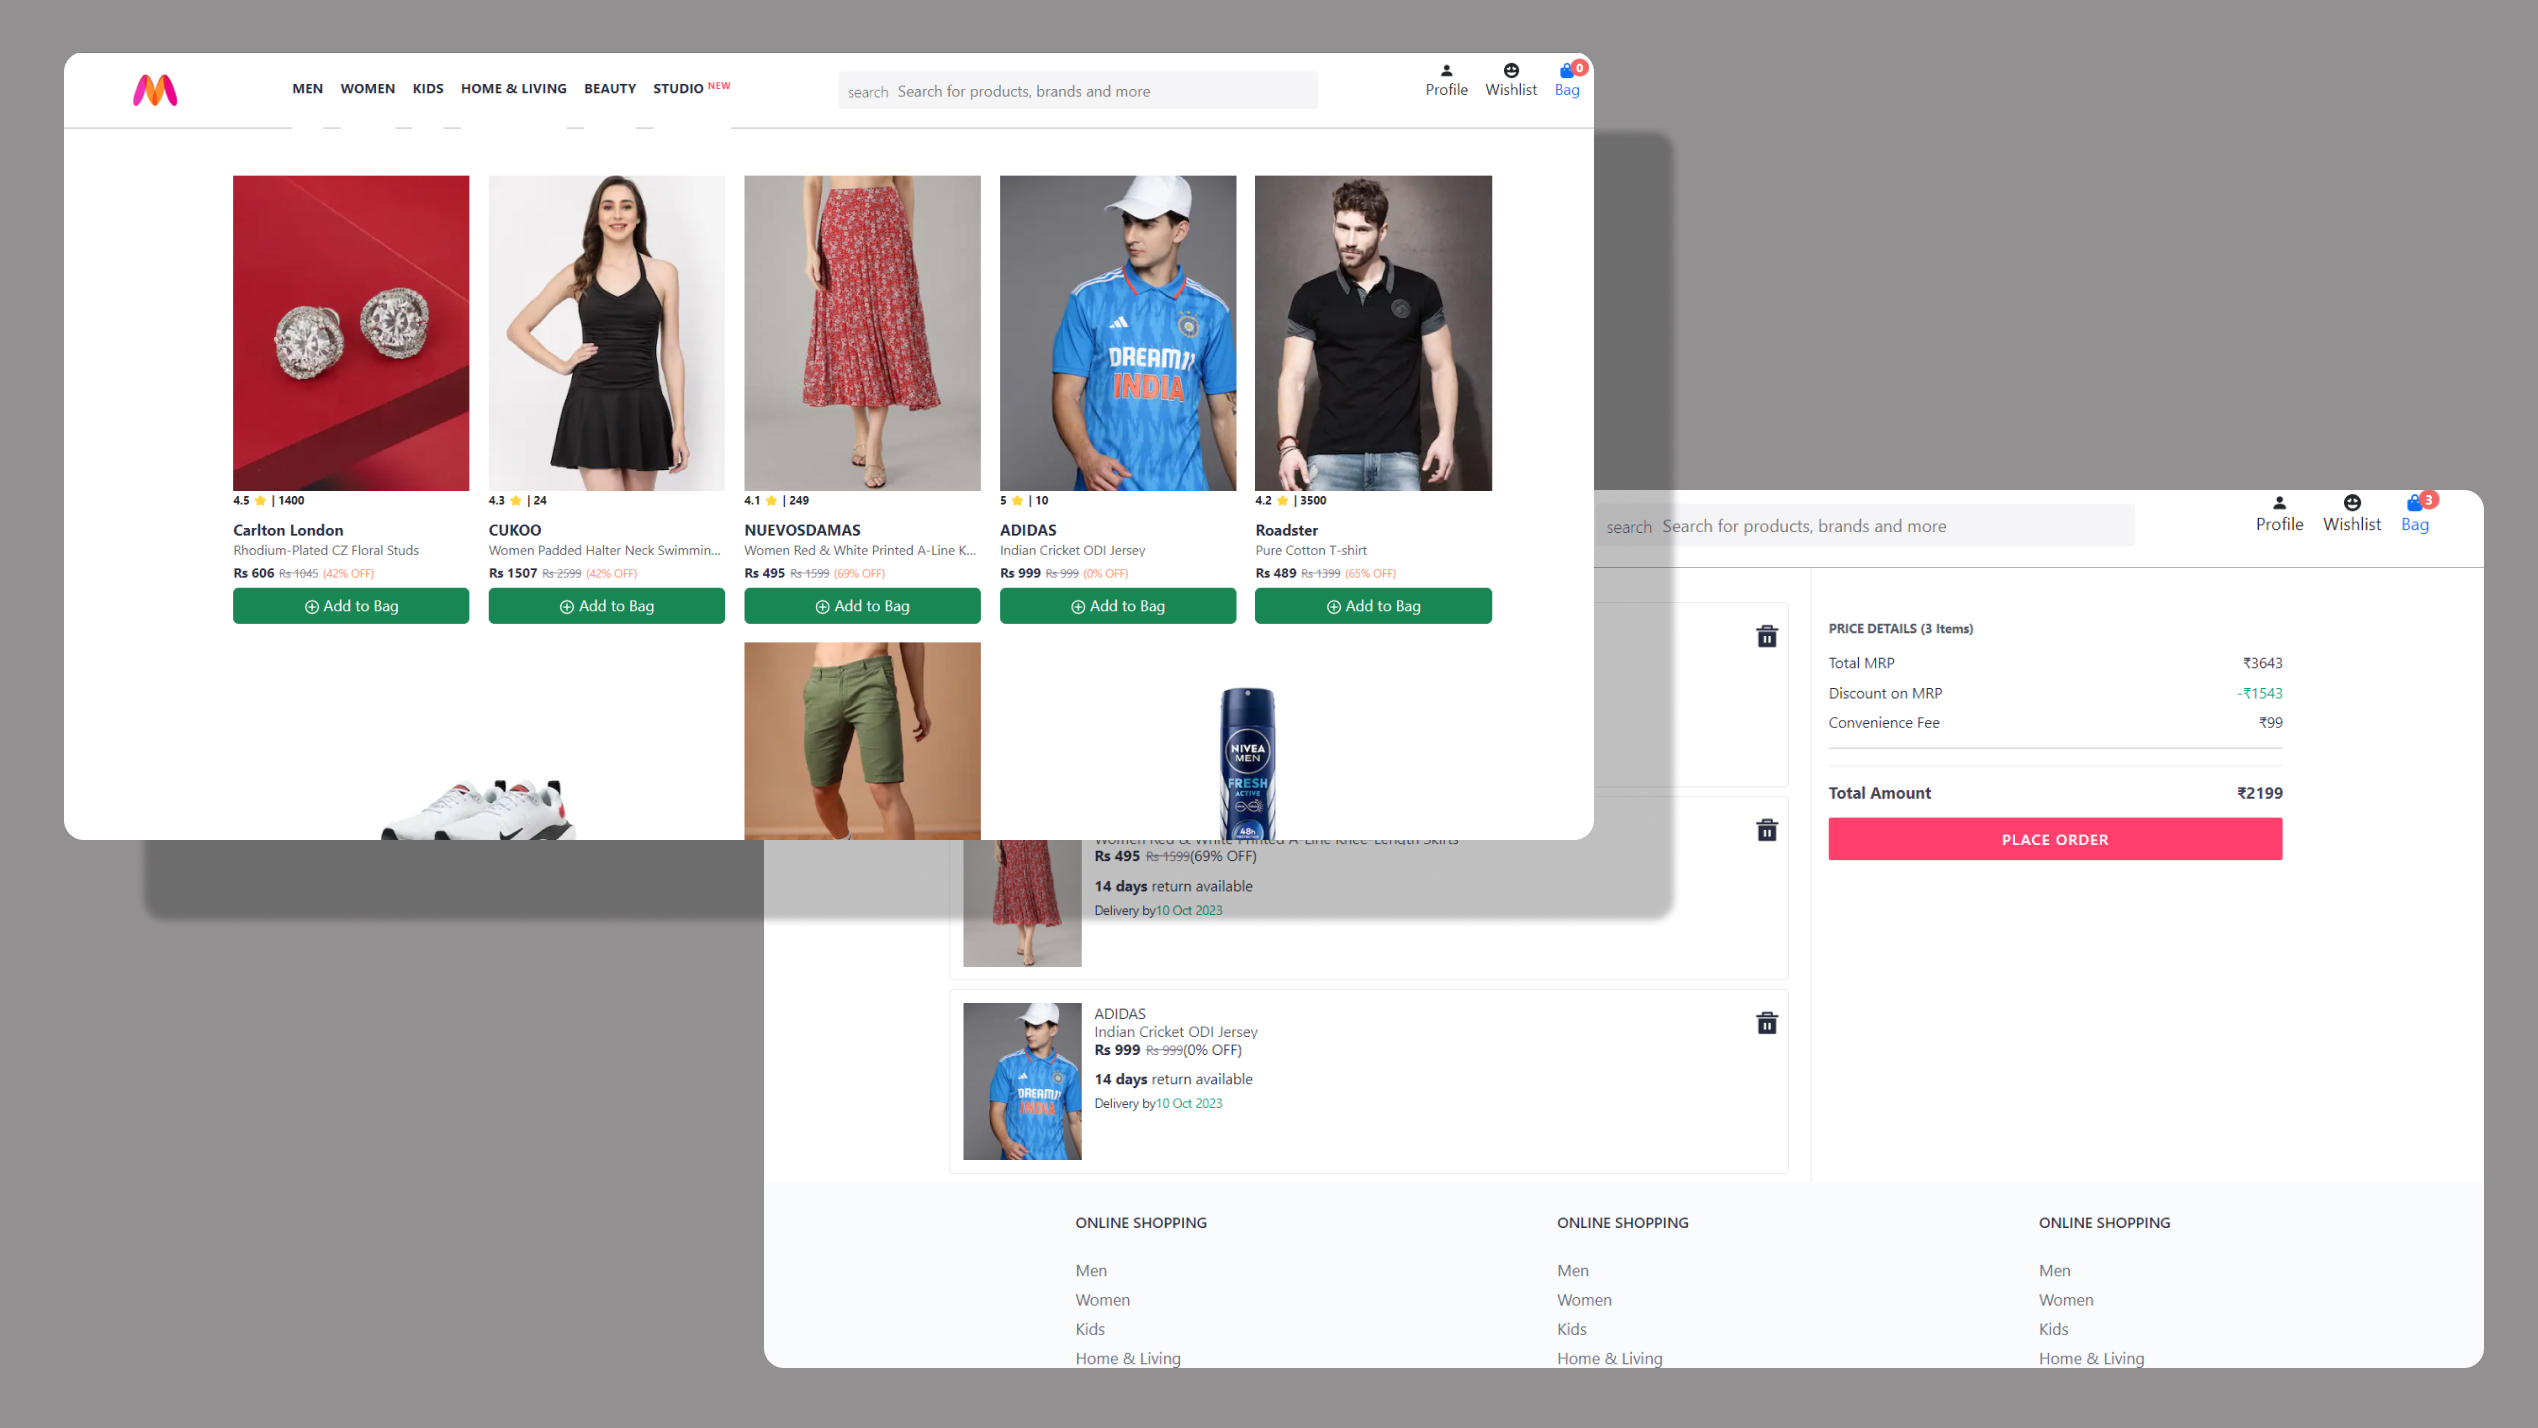 MEN WOMEN KIDS HOME & LIVING BEAUTY STUDIO NEW
search Search for products, brands and more
Profile Wishlist Bag 0
DREAM11
INDIA
4.5 | 1400
Carlton London
Rhodium-Plated CZ Floral Studs
Rs 606 Rs 1045 (42% OFF)
Add to Bag
4.3 | 24
CUKOO
Women Padded Halter Neck Swimmin...
Rs 1507 Rs 2599 (42% OFF)
Add to Bag
4.1 | 249
NUEVOSDAMAS
Women Red & White Printed A-Line K...
Rs 495 Rs 1599 (69% OFF)
Add to Bag
5 | 10
ADIDAS
Indian Cricket ODI Jersey
Rs 999 Rs 999 (0% OFF)
Add to Bag
4.2 | 3500
Roadster
Pure Cotton T-shirt
Rs 489 Rs 1399 (65% OFF)
Add to Bag
NIVEA
MEN
FRESH
ACTIVE
48h
search Search for products, brands and more
Profile Wishlist Bag 3
Women Red & White Printed A-Line Knee-Length Skirts
Rs 495 Rs 1599(69% OFF)
14 days return available
Delivery by10 Oct 2023
DREAM11
INDIA
ADIDAS
Indian Cricket ODI Jersey
Rs 999 Rs 999(0% OFF)
14 days return available
Delivery by10 Oct 2023
PRICE DETAILS (3 Items)
Total MRP ₹3643
Discount on MRP -₹1543
Convenience Fee ₹99
Total Amount ₹2199
PLACE ORDER
ONLINE SHOPPING
Men
Women
Kids
Home & Living
ONLINE SHOPPING
Men
Women
Kids
Home & Living
ONLINE SHOPPING
Men
Women
Kids
Home & Living